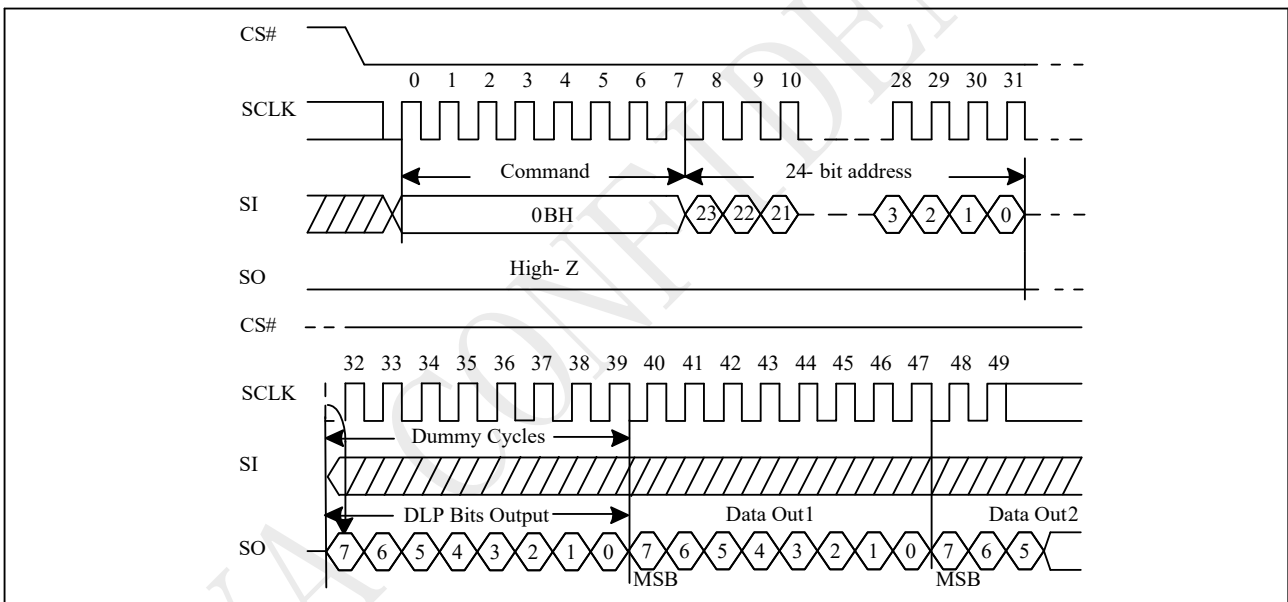 CS#
0 1 2 3 4 5 6 7 8 9 10 28 29 30 31
SCLK
Command 24- bit address
SI 0BH 23 22 21 3 2 1 0
High- Z
SO
CS#
32 33 34 35 36 37 38 39 40 41 42 43 44 45 46 47 48 49
SCLK
Dummy Cycles
SI
DLP Bits Output Data Out1 Data Out2
SO 7 6 5 4 3 2 1 0 7 6 5 4 3 2 1 0 7 6 5
MSB MSB